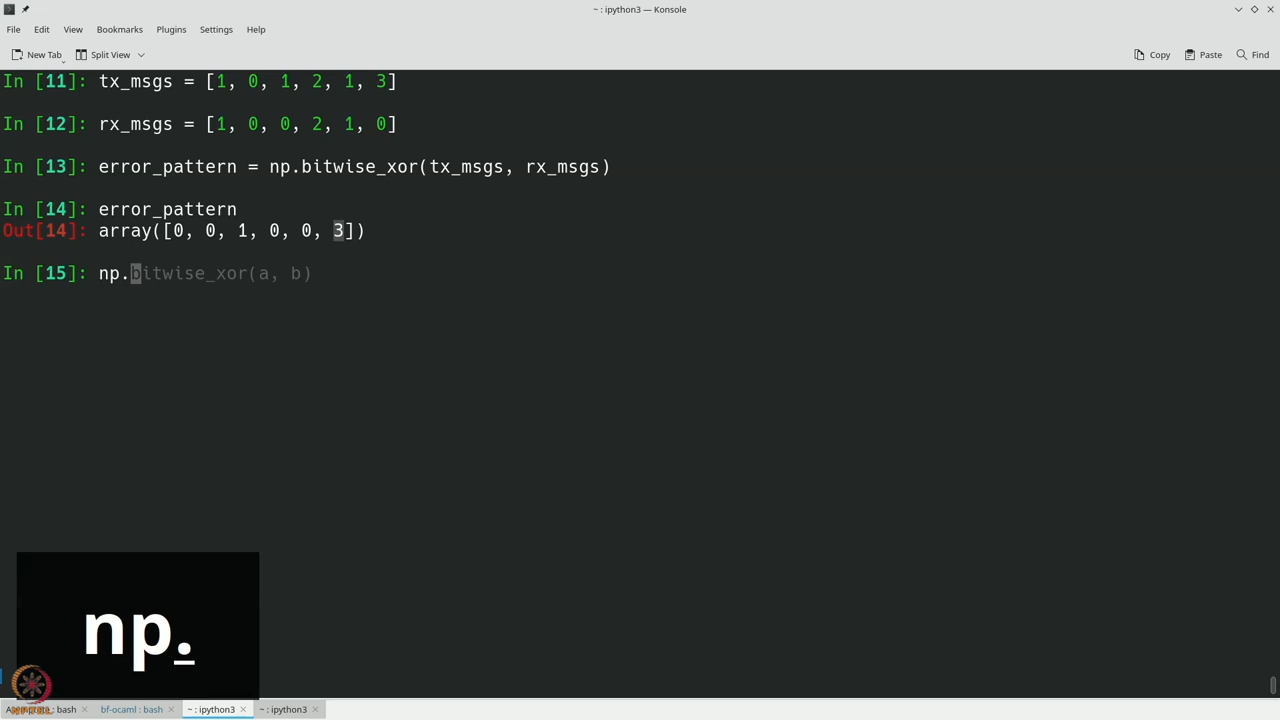 ~ : ipython3 — Konsole
File Edit View Bookmarks Plugins Settings Help
New Tab Split View Copy Paste Find
In [11]: tx_msgs = [1, 0, 1, 2, 1, 3]
In [12]: rx_msgs = [1, 0, 0, 2, 1, 0]
In [13]: error_pattern = np.bitwise_xor(tx_msgs, rx_msgs)
In [14]: error_pattern
Out[14]: array([0, 0, 1, 0, 0, 3])
In [15]: np.bitwise_xor(a, b)
np.
NPTEL
: bash bf-ocaml : bash ~ : ipython3 ~ : ipython3